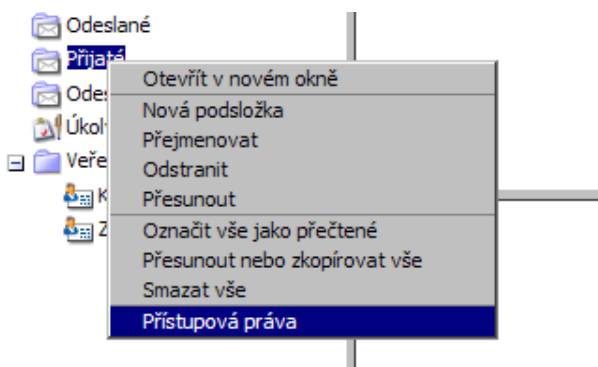 Odeslané
Přijaté
Otevřít v novém okně
Nová podsložka
Přejmenovat
Odstranit
Přesunout
Označit vše jako přečtené
Přesunout nebo zkopírovat vše
Smazat vše
Přístupová práva